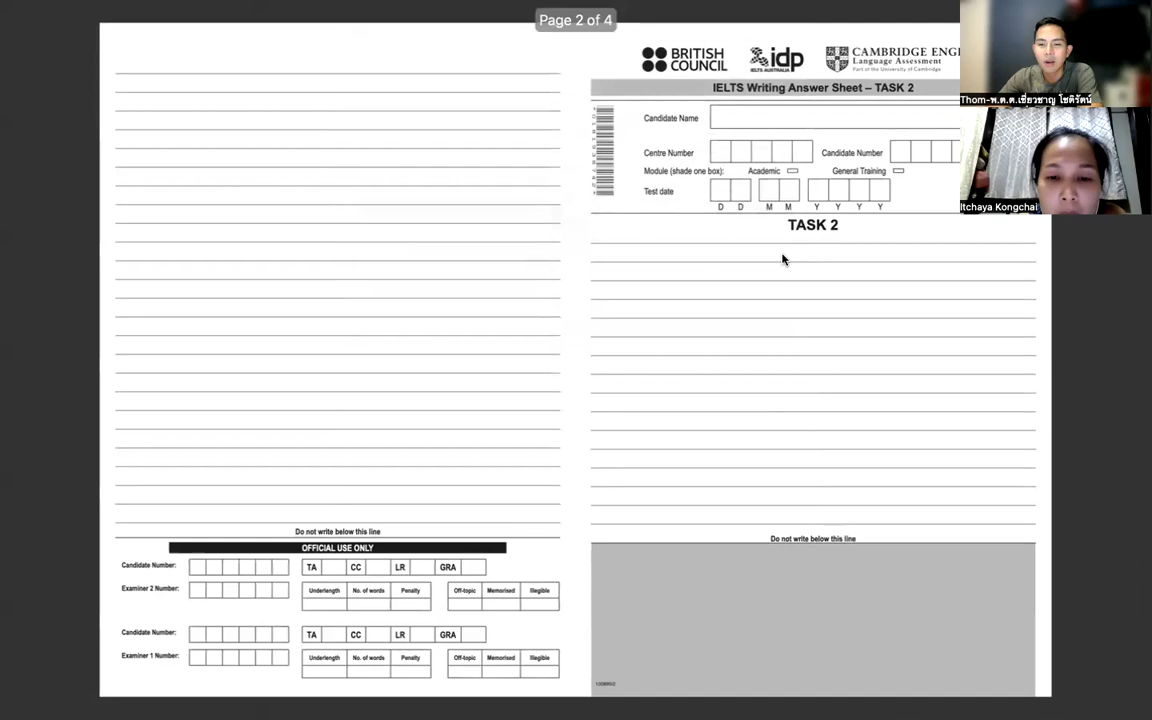 Page 2 of 4
BRITISH COUNCIL
idp
IELTS AUSTRALIA
CAMBRIDGE ENG
Language Assessment
Part of the University of Cambridge
IELTS Writing Answer Sheet – TASK 2
Candidate Name
Centre Number
Candidate Number
Module (shade one box):
Academic
General Training
Test date
D D M M Y Y Y Y
TASK 2
Do not write below this line
OFFICIAL USE ONLY
Candidate Number:
TA CC LR GRA
Examiner 2 Number:
Underlength No. of words Penalty Off-topic Memorised Illegible
Candidate Number:
TA CC LR GRA
Examiner 1 Number:
Underlength No. of words Penalty Off-topic Memorised Illegible
Do not write below this line
Thom-พ.ต.ต.เชี่ยวชาญ โชติรัตน์
Itchaya Kongchai